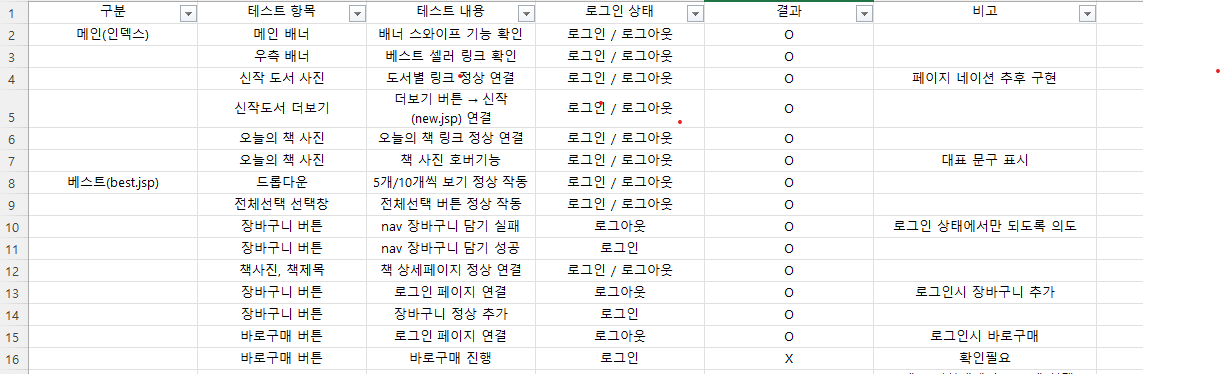 1 구분 테스트 항목 테스트 내용 로그인 상태 결과 비고
2 메인(인덱스) 메인 배너 배너 스와이프 기능 확인 로그인 / 로그아웃 O
3 우측 배너 베스트 셀러 링크 확인 로그인 / 로그아웃 O
4 신작 도서 사진 도서별 링크 정상 연결 로그인 / 로그아웃 O 페이지 네이션 추후 구현
더보기 버튼 → 신작
5 신작도서 더보기 (new.jsp) 연결 로그인 / 로그아웃 O
6 오늘의 책 사진 오늘의 책 링크 정상 연결 로그인 / 로그아웃 O
7 오늘의 책 사진 책 사진 호버기능 로그인 / 로그아웃 O 대표 문구 표시
8 베스트(best.jsp) 드롭다운 5개/10개씩 보기 정상 작동 로그인 / 로그아웃 O
9 전체선택 선택창 전체선택 버튼 정상 작동 로그인 / 로그아웃 O
10 장바구니 버튼 nav 장바구니 담기 실패 로그아웃 O 로그인 상태에서만 되도록 의도
11 장바구니 버튼 nav 장바구니 담기 성공 로그인 O
12 책사진, 책제목 책 상세페이지 정상 연결 로그인 / 로그아웃 O
13 장바구니 버튼 로그인 페이지 연결 로그아웃 O 로그인시 장바구니 추가
14 장바구니 버튼 장바구니 정상 추가 로그인 O
15 바로구매 버튼 로그인 페이지 연결 로그아웃 O 로그인시 바로구매
16 바로구매 버튼 바로구매 진행 로그인 X 확인필요